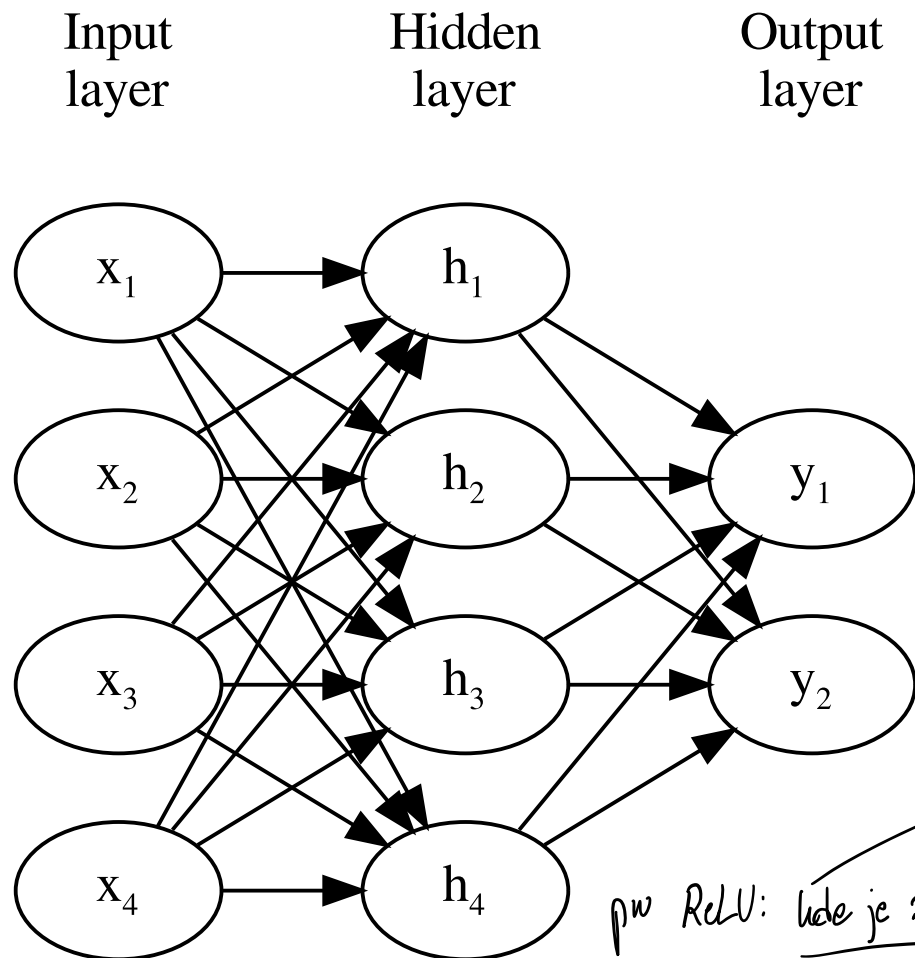 Input Hidden Output
layer layer layer
x₁ h₁
x₂ h₂ y₁
x₃ h₃ y₂
x₄ h₄
ReLU: kde je